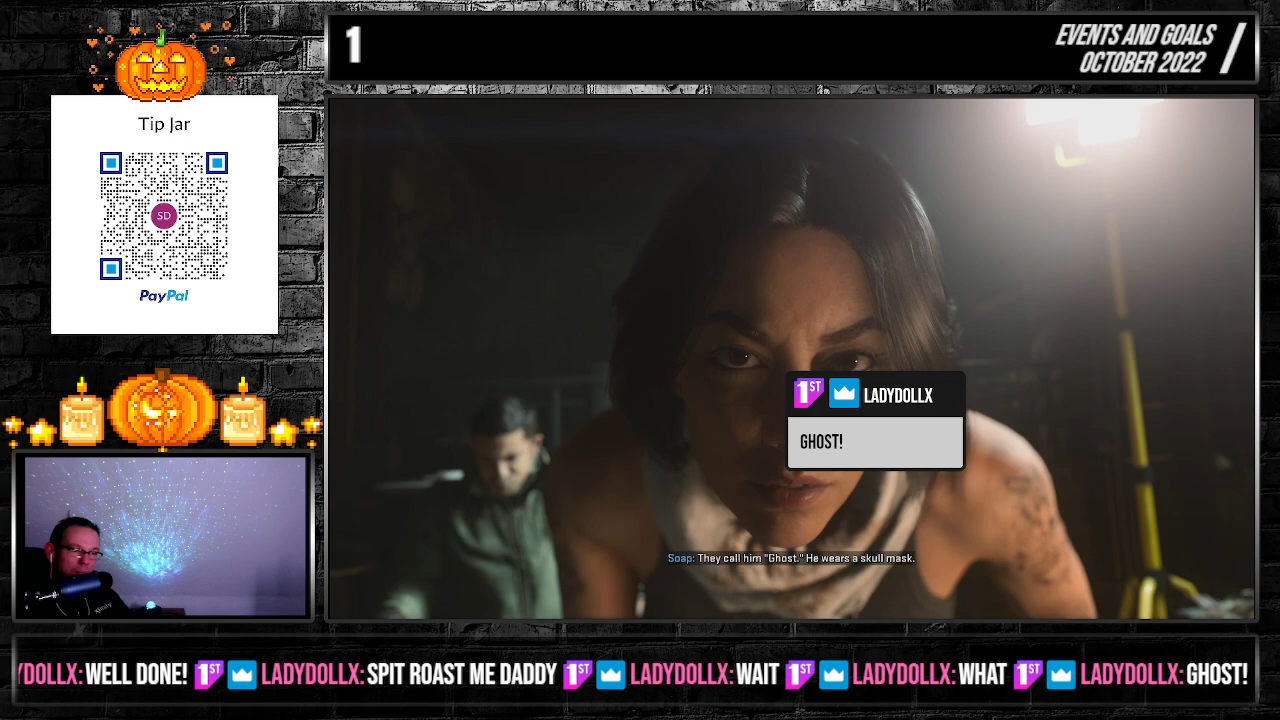 1
EVENTS AND GOALS
OCTOBER 2022
Tip Jar
SD
PayPal
1ST LADYDOLLX
GHOST!
Soap: They call him "Ghost." He wears a skull mask.
YDOLLX: WELL DONE! 1ST LADYDOLLX: SPIT ROAST ME DADDY 1ST LADYDOLLX: WAIT 1ST LADYDOLLX: WHAT 1ST LADYDOLLX: GHOST!